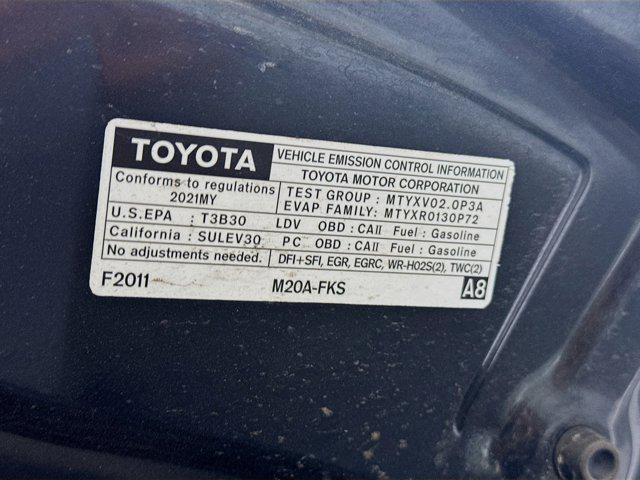 TOYOTA
VEHICLE EMISSION CONTROL INFORMATION
TOYOTA MOTOR CORPORATION
Conforms to regulations
2021MY
TEST GROUP : MTYXV02.0P3A
EVAP FAMILY: MTYXR0130P72
U.S.EPA : T3B30 LDV OBD : CAII Fuel : Gasoline
California : SULEV30 PC OBD : CAII Fuel : Gasoline
No adjustments needed. DFI+SFI, EGR, EGRC, WR-HO2S(2), TWC(2)
F2011 M20A-FKS A8